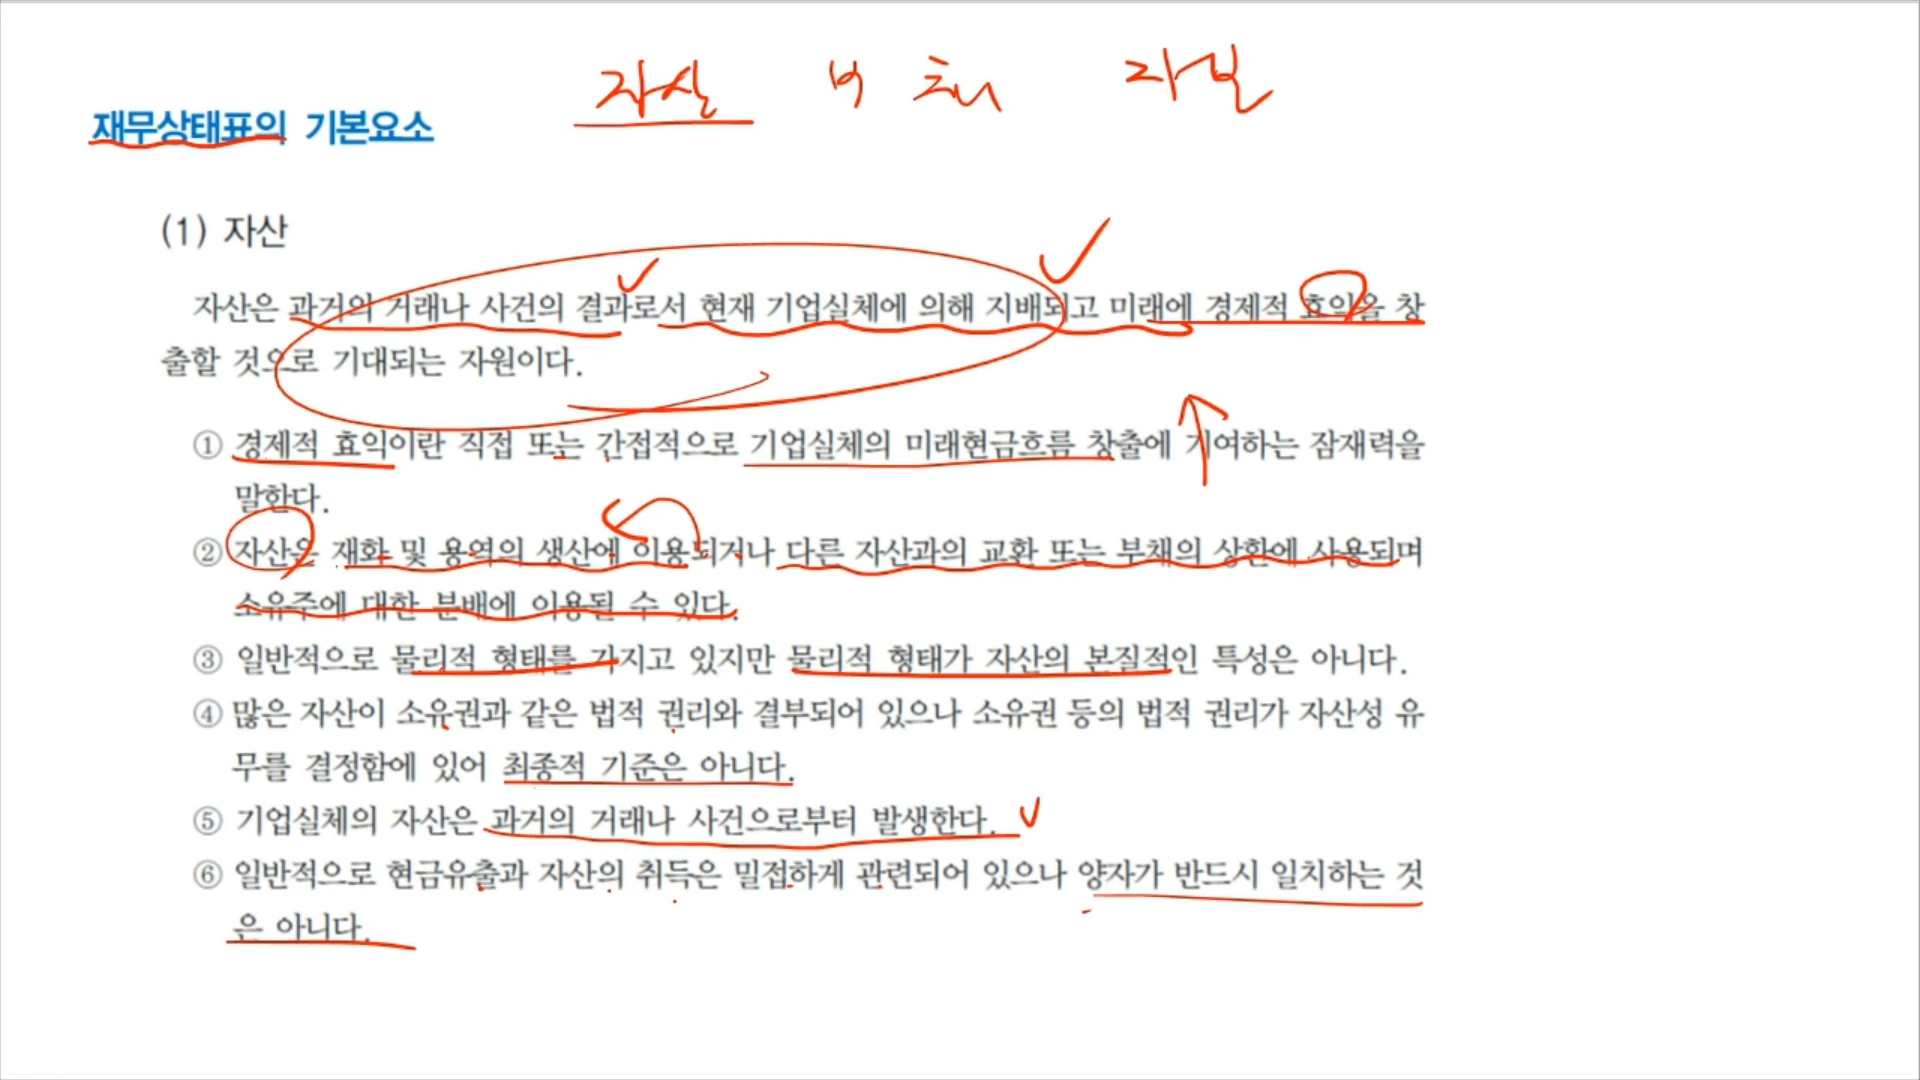 자산 부채 자본
재무상태표의 기본요소
(1) 자산
자산은 과거의 거래나 사건의 결과로서 현재 기업실체에 의해 지배되고 미래에 경제적 효익을 창
출할 것으로 기대되는 자원이다.
① 경제적 효익이란 직접 또는 간접적으로 기업실체의 미래현금흐름 창출에 기여하는 잠재력을
말한다.
② 자산은 재화 및 용역의 생산에 이용되거나 다른 자산과의 교환 또는 부채의 상환에 사용되며
소유주에 대한 분배에 이용될 수 있다.
③ 일반적으로 물리적 형태를 가지고 있지만 물리적 형태가 자산의 본질적인 특성은 아니다.
④ 많은 자산이 소유권과 같은 법적 권리와 결부되어 있으나 소유권 등의 법적 권리가 자산성 유
무를 결정함에 있어 최종적 기준은 아니다.
⑤ 기업실체의 자산은 과거의 거래나 사건으로부터 발생한다.
⑥ 일반적으로 현금유출과 자산의 취득은 밀접하게 관련되어 있으나 양자가 반드시 일치하는 것
은 아니다.